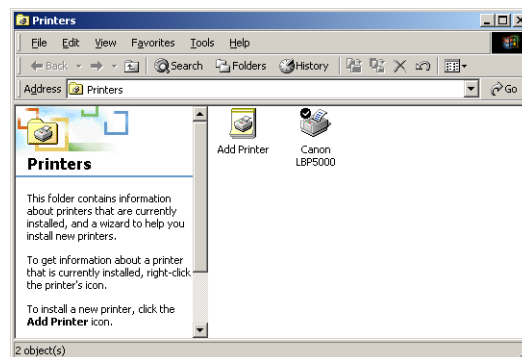 Printers
File Edit View Favorites Tools Help
Back Search Folders History
Address Printers Go
Printers
This folder contains information
about printers that are currently
installed, and a wizard to help you
install new printers.
To get information about a printer
that is currently installed, right-click
the printer's icon.
To install a new printer, click the
Add Printer icon.
Add Printer
Canon
LBP5000
2 object(s)